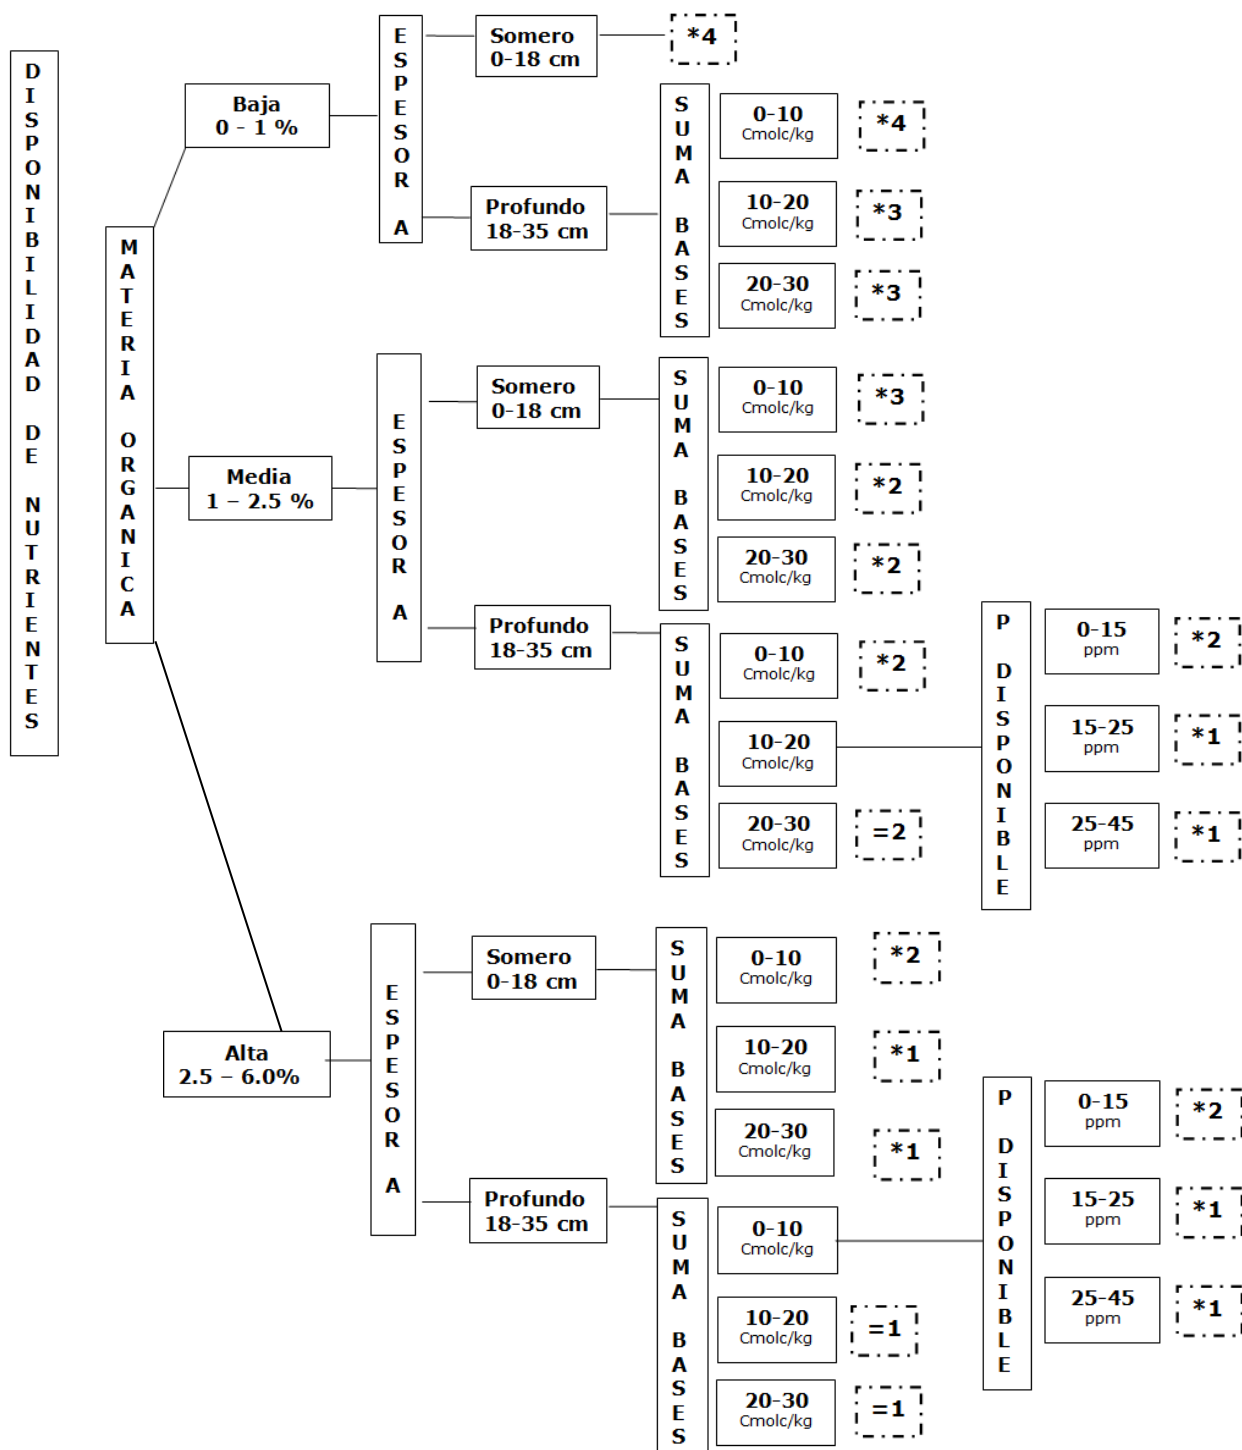 DISPONIBILIDAD DE NUTRIENTES
MATERIA ORGANICA
Baja
0 - 1 %
ESPESOR A
Somero
0-18 cm
*4
Profundo
18-35 cm
SUMA BASES
0-10
Cmolc/kg
*4
10-20
Cmolc/kg
*3
20-30
Cmolc/kg
*3
Media
1 – 2.5 %
ESPESOR A
Somero
0-18 cm
SUMA BASES
0-10
Cmolc/kg
*3
10-20
Cmolc/kg
*2
20-30
Cmolc/kg
*2
Profundo
18-35 cm
SUMA BASES
0-10
Cmolc/kg
*2
10-20
Cmolc/kg
P DISPONIBLE
0-15
ppm
*2
15-25
ppm
*1
25-45
ppm
*1
20-30
Cmolc/kg
=2
Alta
2.5 – 6.0%
ESPESOR A
Somero
0-18 cm
SUMA BASES
0-10
Cmolc/kg
*2
10-20
Cmolc/kg
*1
20-30
Cmolc/kg
*1
Profundo
18-35 cm
SUMA BASES
0-10
Cmolc/kg
P DISPONIBLE
0-15
ppm
*2
15-25
ppm
*1
25-45
ppm
*1
10-20
Cmolc/kg
=1
20-30
Cmolc/kg
=1